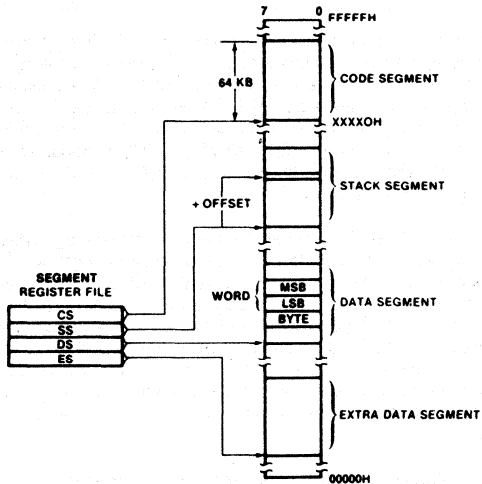 7 0
FFFFFH
64 KB
CODE SEGMENT
XXXXOH
STACK SEGMENT
+ OFFSET
SEGMENT
REGISTER FILE
CS
SS
DS
ES
WORD
MSB
LSB
BYTE
DATA SEGMENT
EXTRA DATA SEGMENT
00000H